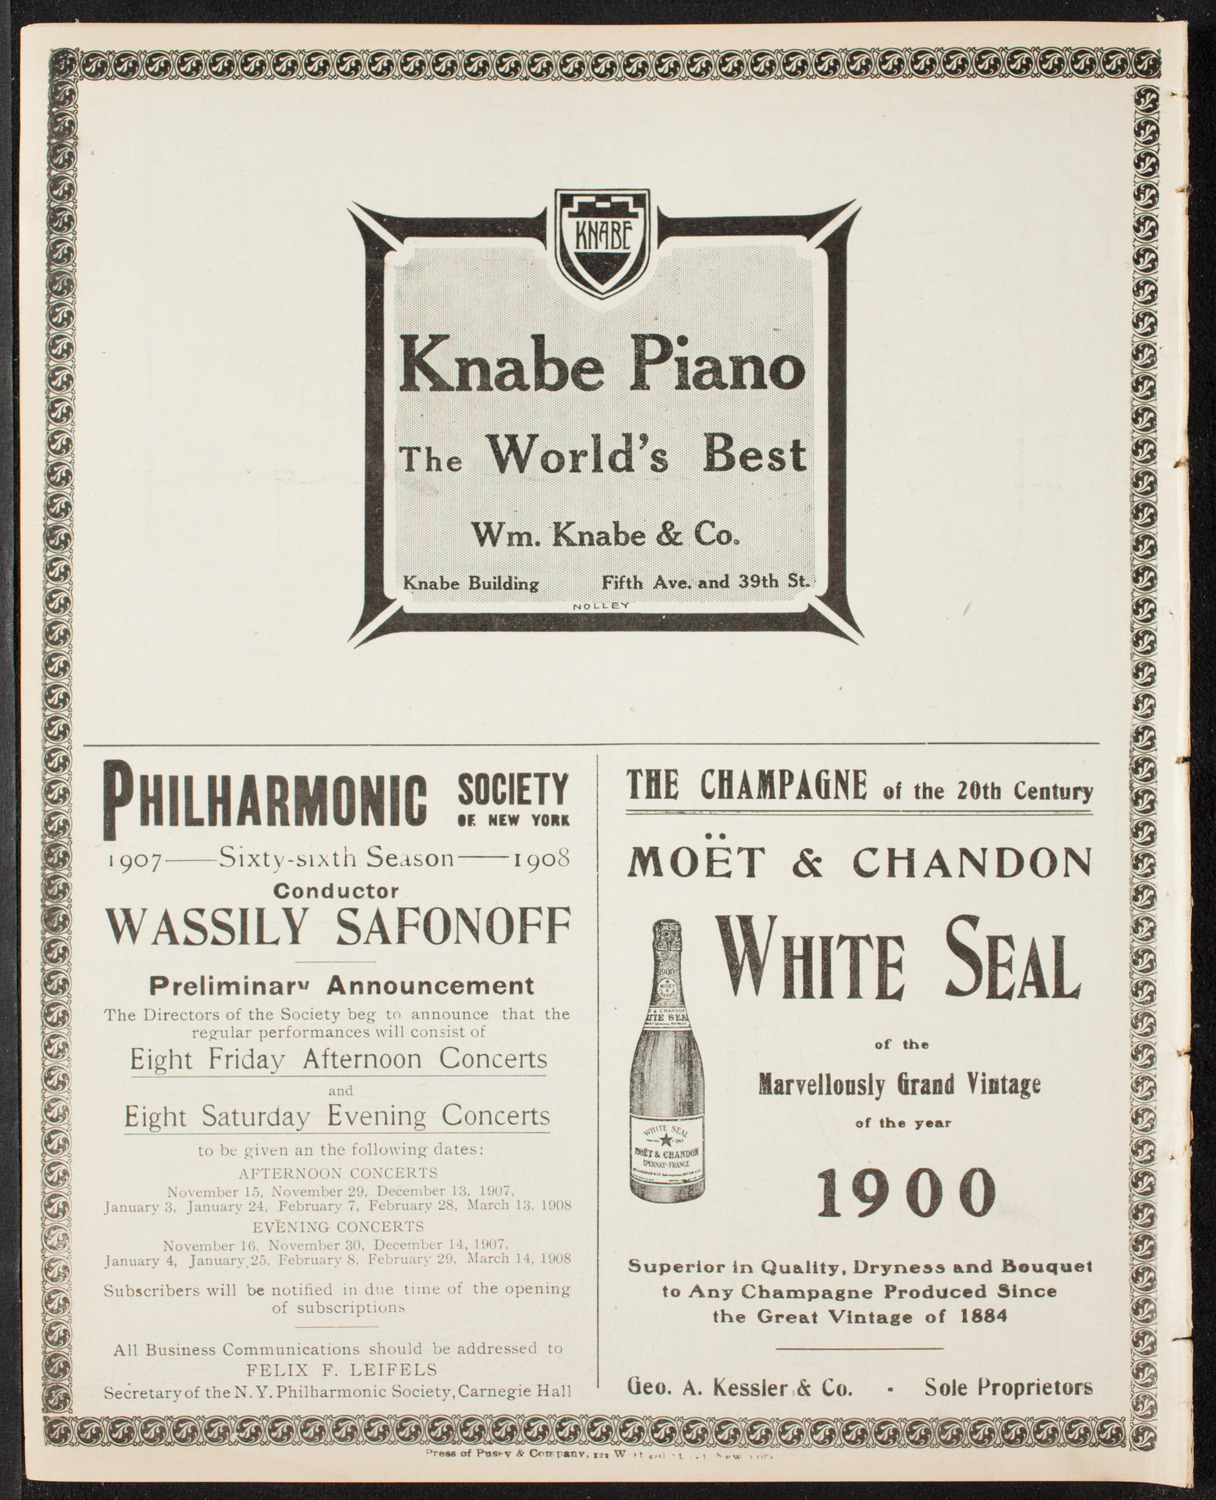 KNABE
Knabe Piano
The World's Best
Wm. Knabe & Co.
Knabe Building Fifth Ave. and 39th St.
NOLLEY
PHILHARMONIC SOCIETY
OF NEW YORK
1907—Sixty-sixth Season—1908
Conductor
WASSILY SAFONOFF
Preliminary Announcement
The Directors of the Society beg to announce that the
regular performances will consist of
Eight Friday Afternoon Concerts
and
Eight Saturday Evening Concerts
to be given an the following dates:
AFTERNOON CONCERTS
November 15, November 29, December 13, 1907,
January 3, January 24, February 7, February 28, March 13, 1908
EVENING CONCERTS
November 16, November 30, December 14, 1907,
January 4, January 25, February 8, February 29, March 14, 1908
Subscribers will be notified in due time of the opening
of subscriptions
All Business Communications should be addressed to
FELIX F. LEIFELS
Secretary of the N. Y. Philharmonic Society, Carnegie Hall
THE CHAMPAGNE of the 20th Century
MOËT & CHANDON
WHITE SEAL
of the
Marvellously Grand Vintage
of the year
1900
WHITE SEAL
MOËT & CHANDON
EPERNAY-FRANCE
Superior in Quality, Dryness and Bouquet
to Any Champagne Produced Since
the Great Vintage of 1884
Geo. A. Kessler & Co. - Sole Proprietors
Press of Pusey & Company, 123 W